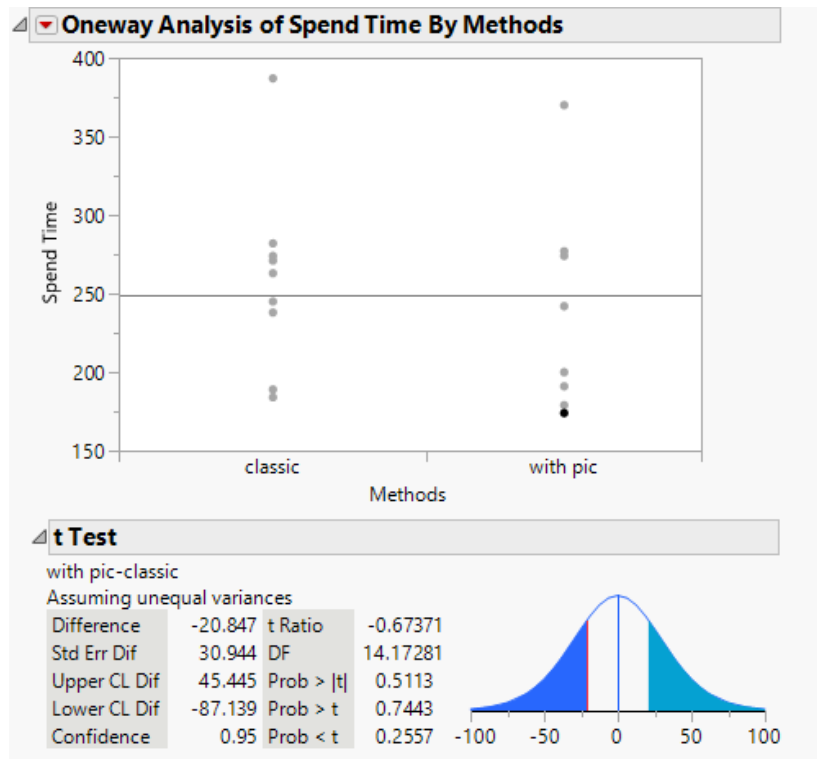 Oneway Analysis of Spend Time By Methods
400
350
300
250
200
150
Spend Time
classic with pic
Methods
t Test
with pic-classic
Assuming unequal variances
Difference -20.847 t Ratio -0.67371
Std Err Dif 30.944 DF 14.17281
Upper CL Dif 45.445 Prob > |t| 0.5113
Lower CL Dif -87.139 Prob > t 0.7443
Confidence 0.95 Prob < t 0.2557
-100 -50 0 50 100